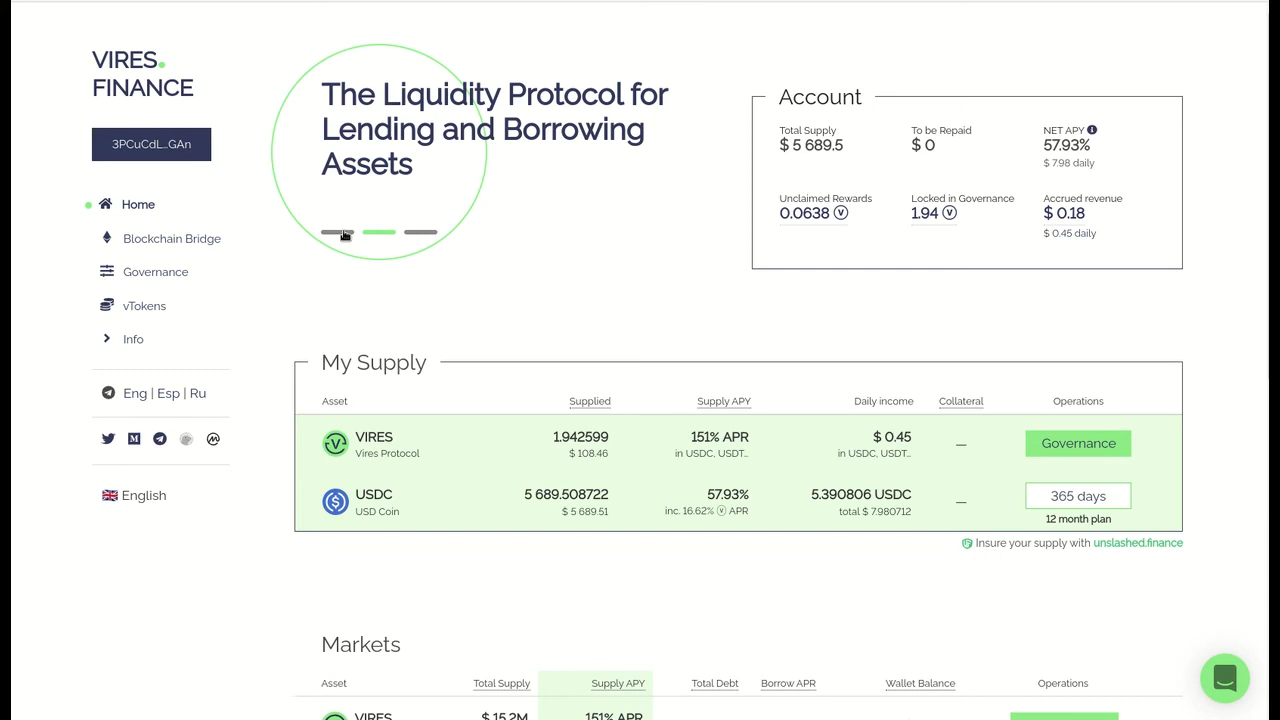 VIRES.
FINANCE
3PCuCdL...GAn
Home
Blockchain Bridge
Governance
vTokens
Info
Eng | Esp | Ru
English
The Liquidity Protocol for
Lending and Borrowing
Assets
Account
Total Supply
$ 5 689.5
To be Repaid
$ 0
NET APY
57.93%
$ 7.98 daily
Unclaimed Rewards
0.0638
Locked in Governance
1.94
Accrued revenue
$ 0.18
$ 0.45 daily
My Supply
Asset Supplied Supply APY Daily income Collateral Operations
VIRES 1.942599 151% APR $ 0.45 — Governance
Vires Protocol $ 108.46 in USDC, USDT... in USDC, USDT...
USDC 5 689.508722 57.93% 5.390806 USDC — 365 days
USD Coin $ 5 689.51 inc. 16.62% ⓥ APR total $ 7.980712 12 month plan
Insure your supply with unslashed.finance
Markets
Asset Total Supply Supply APY Total Debt Borrow APR Wallet Balance Operations
VIRES $ 15.2M 151% APR